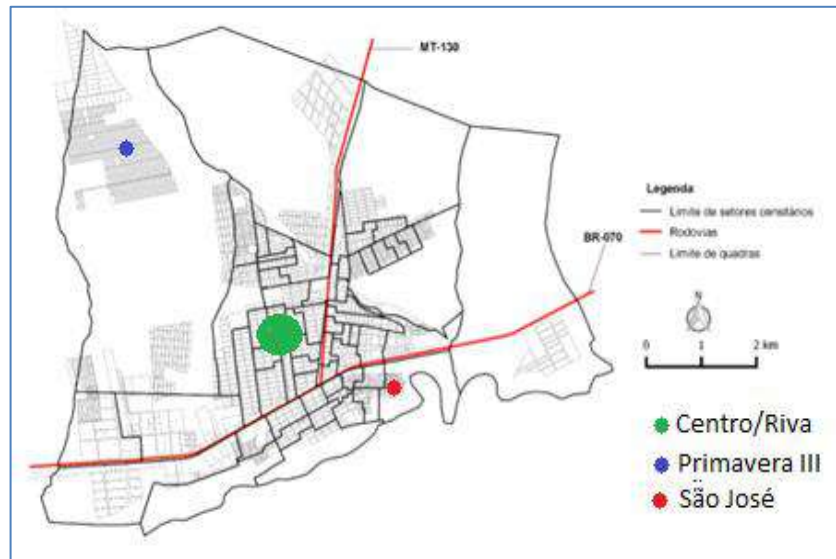 MT-130
Legenda
Limite de setores censitários
BR-070
Rodovias
Limite de quadras
N
0 1 2 km
Centro/Riva
Primavera III
São José